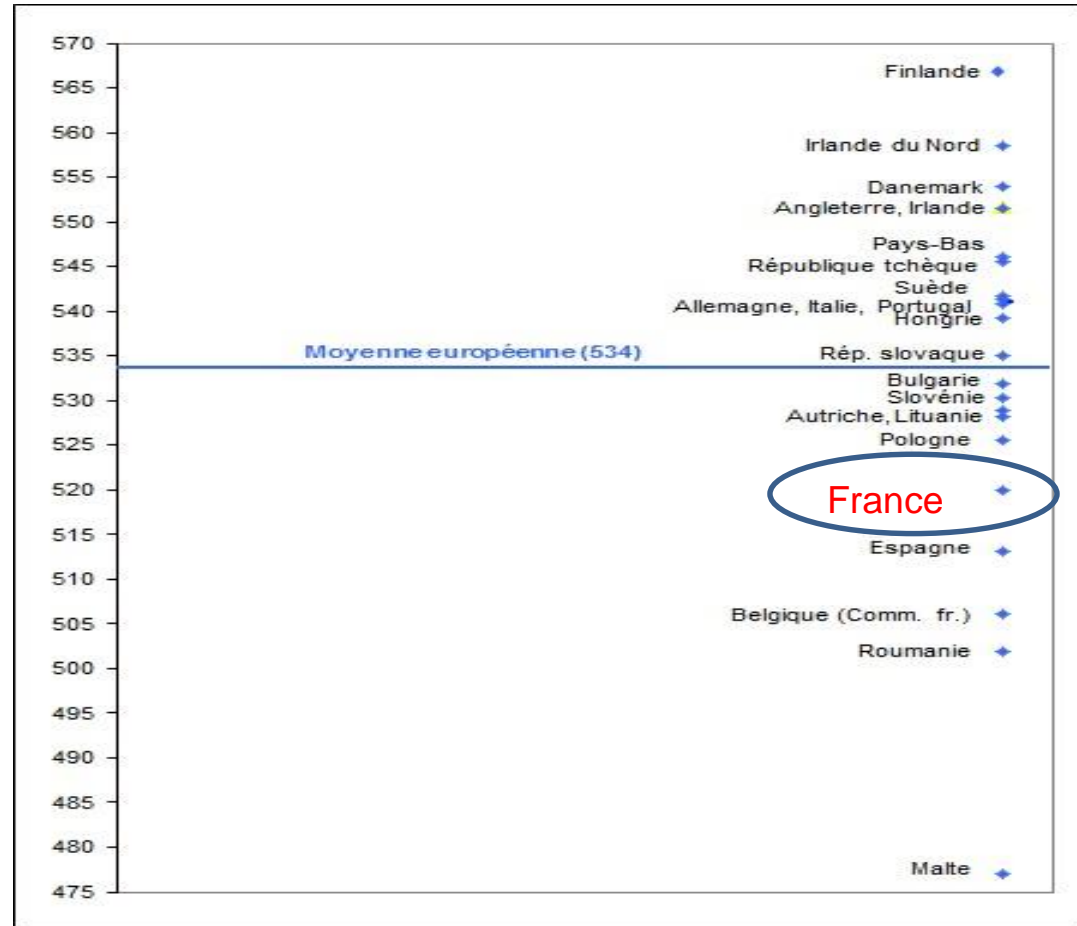 570
Finlande
565
560
Irlande du Nord
555
Danemark
Angleterre, Irlande
550
Pays-Bas
545
République tchèque
Suède
540
Allemagne, Italie, Portugal
Hongrie
535
Moyenne européenne (534)
Rép. slovaque
Bulgarie
530
Slovénie
Autriche, Lituanie
525
Pologne
520
France
515
Espagne
510
505
Belgique (Comm. fr.)
Roumanie
500
495
490
485
480
Malte
475